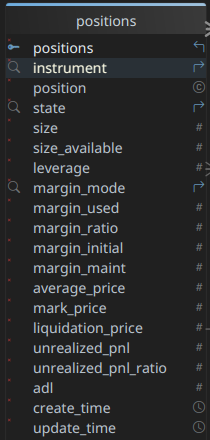 positions
positions
instrument
position
state
size
size_available
leverage
margin_mode
margin_used
margin_ratio
margin_initial
margin_maint
average_price
mark_price
liquidation_price
unrealized_pnl
unrealized_pnl_ratio
adl
create_time
update_time